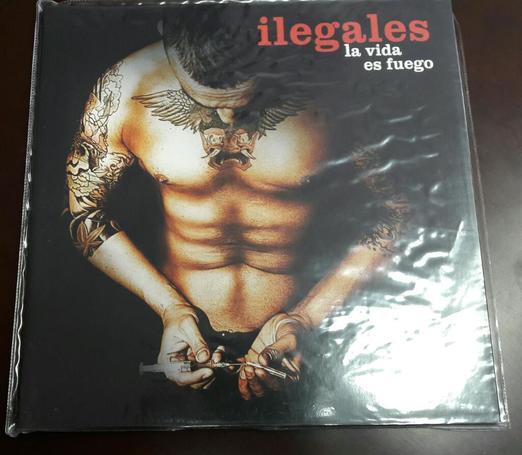 ilegales
la vida
es fuego